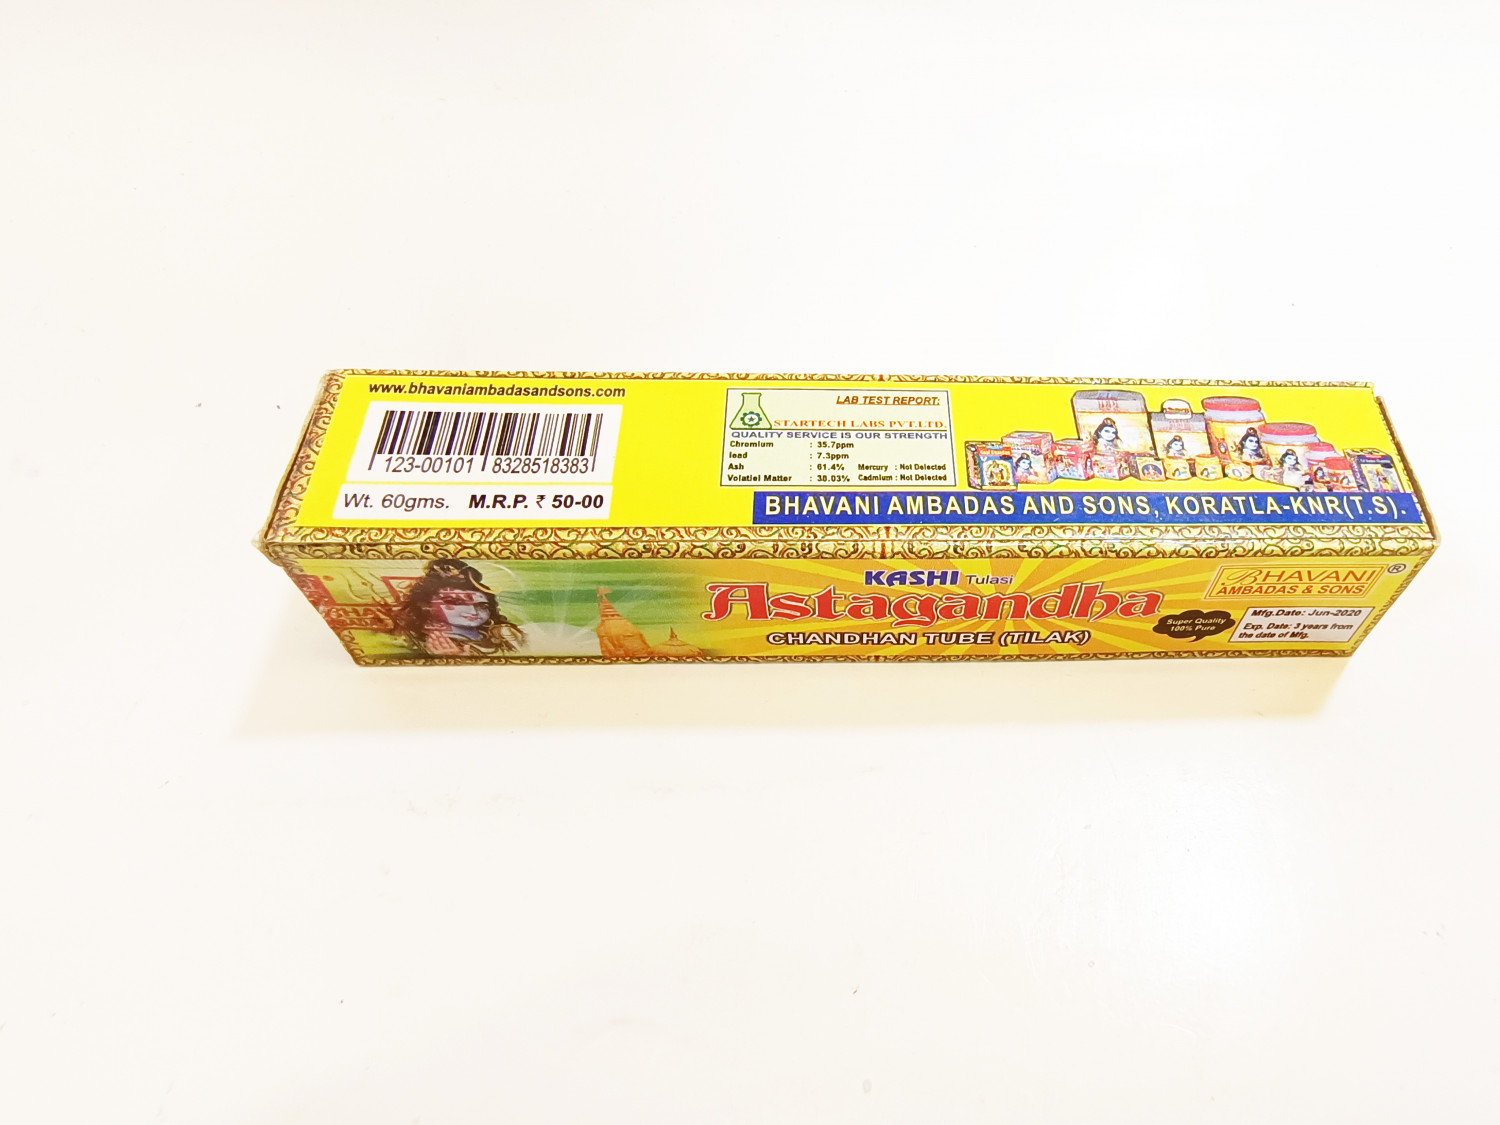 www.bhavaniambadasandsons.com
123-00101 8328518383
Wt. 60gms. M.R.P. ₹ 50-00
LAB TEST REPORT:
STARTECH LABS PVT.LTD.
QUALITY SERVICE IS OUR STRENGTH
Chromium : 35.7ppm
lead : 7.3ppm
Ash : 61.4% Mercury : Not Detected
Volatiel Matter : 38.03% Cadmium : Not Detected
BHAVANI AMBADAS AND SONS, KORATLA-KNR(T.S).
KASHI Tulasi
Astagandha
CHANDHAN TUBE (TILAK)
Super Quality
100% Pure
BHAVANI ®
AMBADAS & SONS
Mfg.Date: Jun-2020
Exp. Date: 3 years from
the date of Mfg.